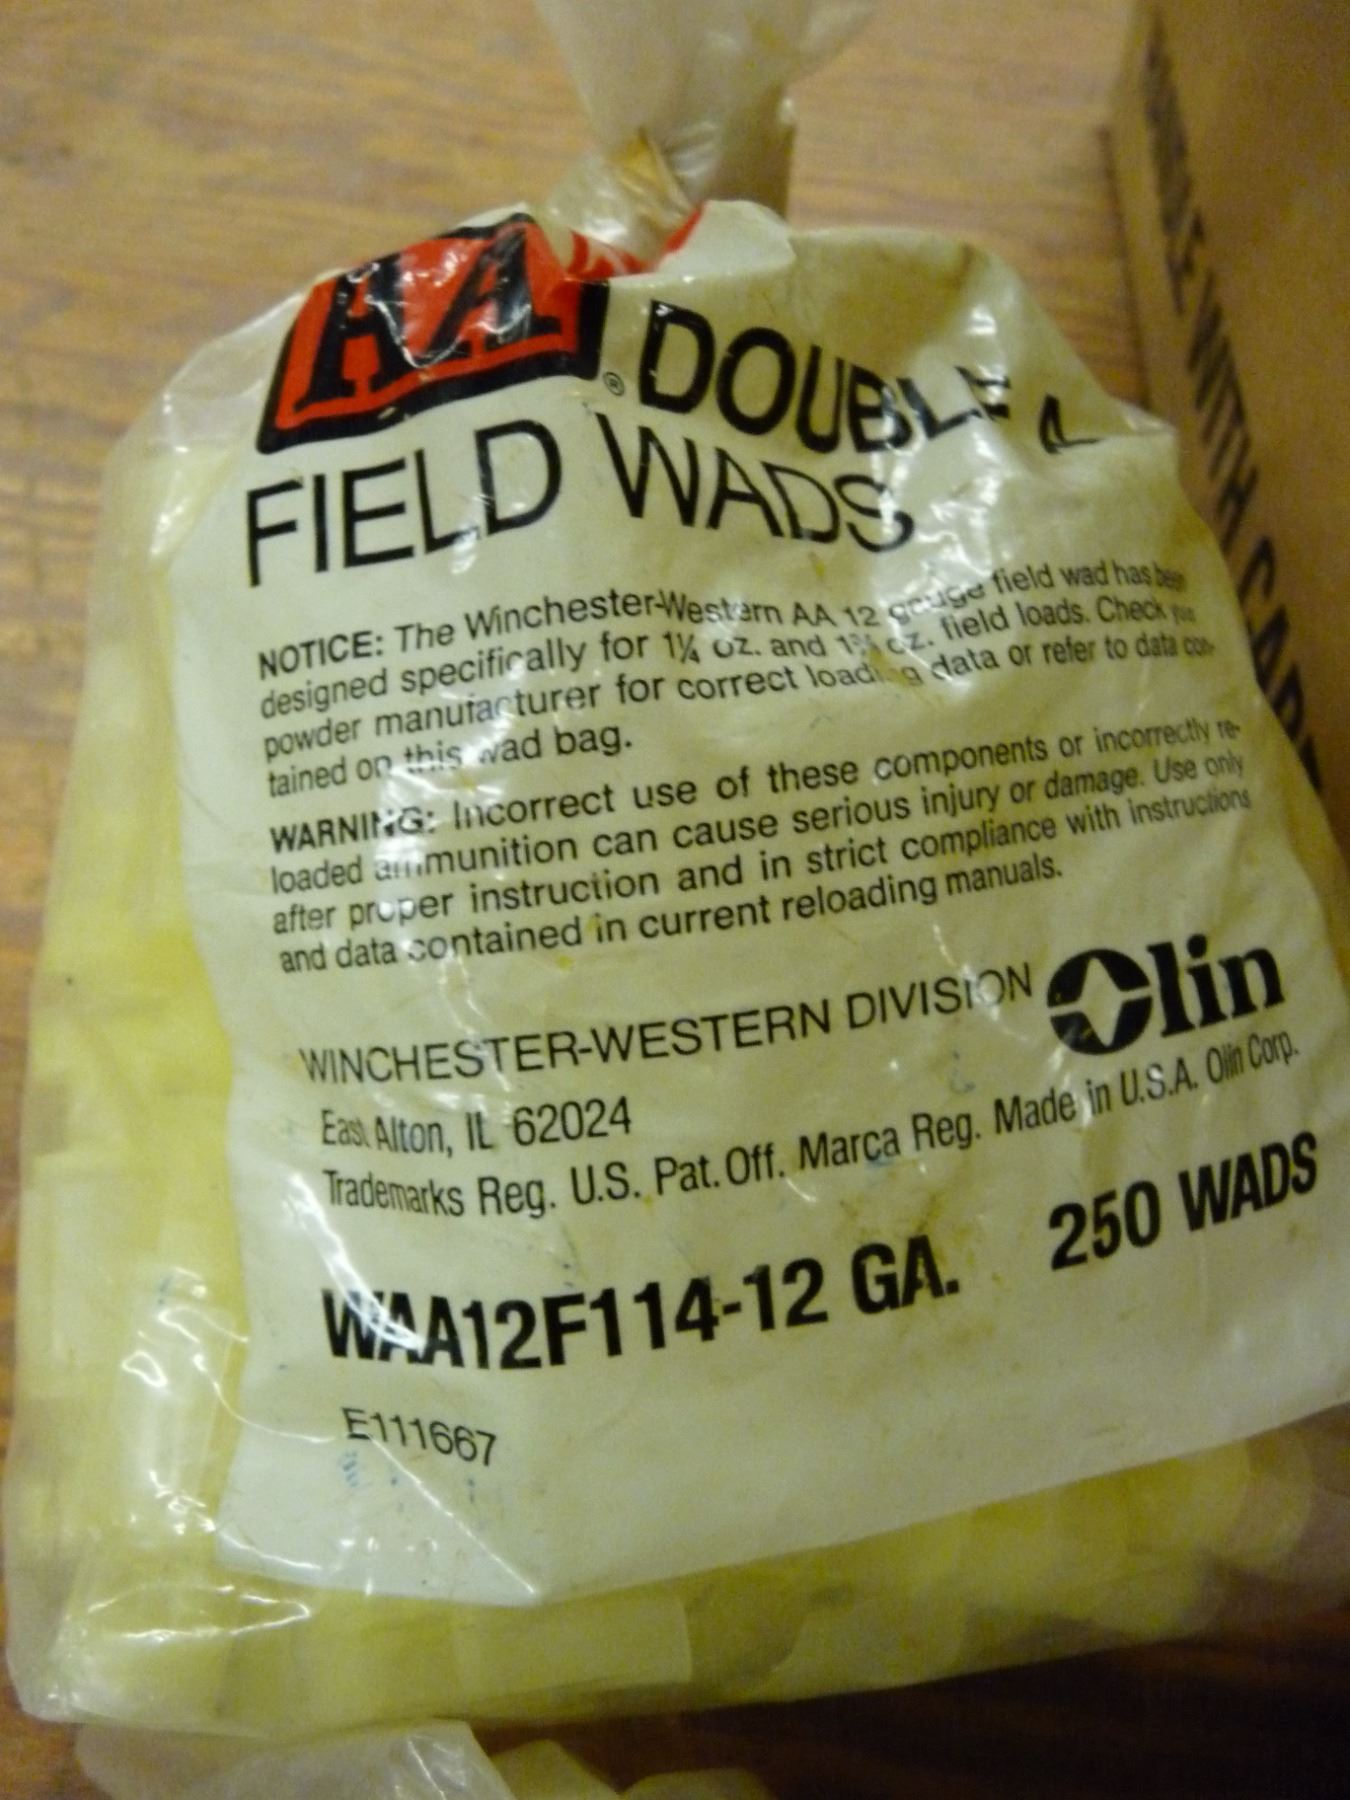 AA® DOUBLE A
FIELD WADS
NOTICE: The Winchester-Western AA 12 gauge field wad has been
designed specifically for 1¼ oz. and oz. field loads. Check your
powder manufacturer for correct loading data or refer to data con-
tained on this wad bag.
WARNING: Incorrect use of these components or incorrectly re-
loaded ammunition can cause serious injury or damage. Use only
after proper instruction and in strict compliance with instructions
and data contained in current reloading manuals.
WINCHESTER-WESTERN DIVISION Olin
East Alton, IL 62024
Trademarks Reg. U.S. Pat. Off. Marca Reg. Made in U.S.A. Olin Corp.
WAA12F114-12 GA. 250 WADS
E111667
WITH CARE